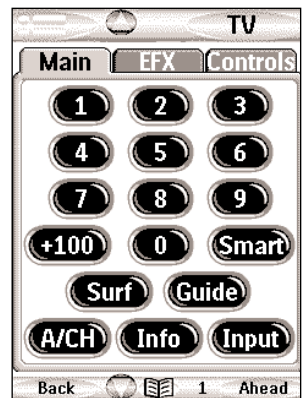 TV
Main EFX Controls
1 2 3
4 5 6
7 8 9
+100 0 Smart
Surf Guide
A/CH Info Input
Back 1 Ahead